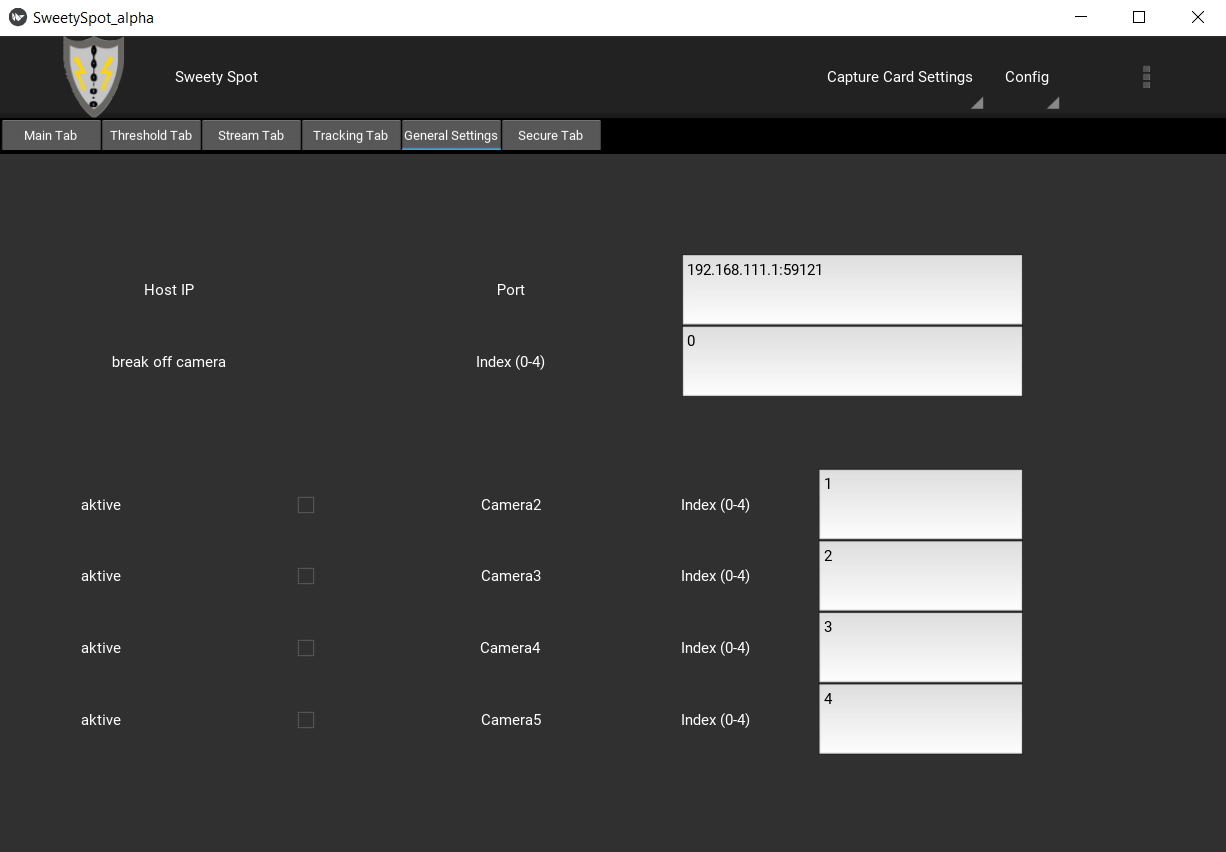 SweetySpot_alpha
Sweety Spot
Capture Card Settings
Config
Main Tab
Threshold Tab
Stream Tab
Tracking Tab
General Settings
Secure Tab
Host IP
Port
192.168.111.1:59121
break off camera
Index (0-4)
0
aktive
Camera2
Index (0-4)
1
aktive
Camera3
Index (0-4)
2
aktive
Camera4
Index (0-4)
3
aktive
Camera5
Index (0-4)
4